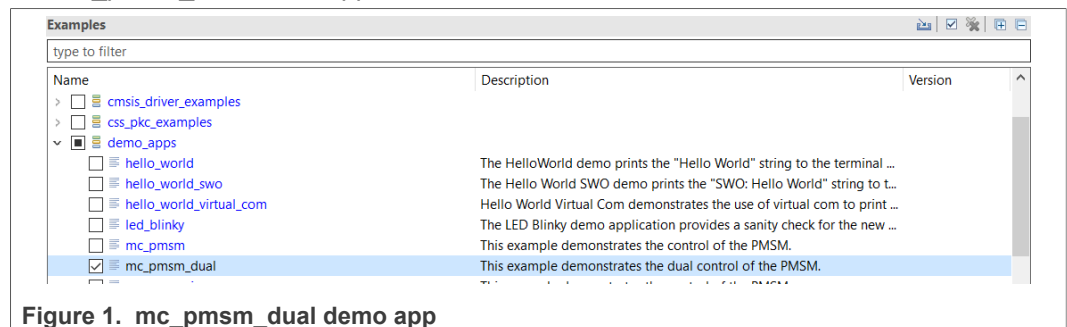 Examples
type to filter
Name Description Version
cmsis_driver_examples
css_pkc_examples
demo_apps
hello_world The HelloWorld demo prints the "Hello World" string to the terminal ...
hello_world_swo The Hello World SWO demo prints the "SWO: Hello World" string to t...
hello_world_virtual_com Hello World Virtual Com demonstrates the use of virtual com to print ...
led_blinky The LED Blinky demo application provides a sanity check for the new ...
mc_pmsm This example demonstrates the control of the PMSM.
mc_pmsm_dual This example demonstrates the dual control of the PMSM.
Figure 1. mc_pmsm_dual demo app